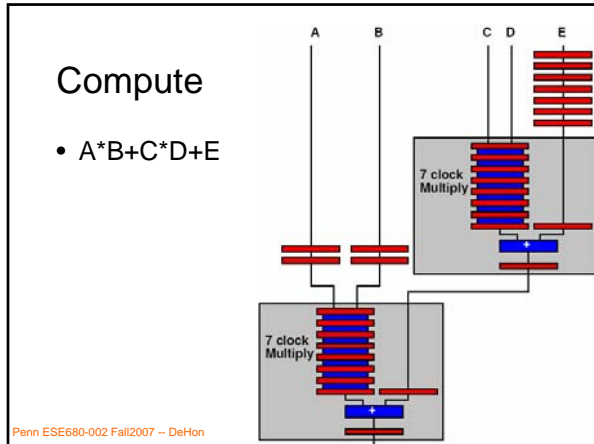 A B C D E
Compute
• A*B+C*D+E
7 clock
Multiply
+
7 clock
Multiply
+
Penn ESE680-002 Fall2007 -- DeHon